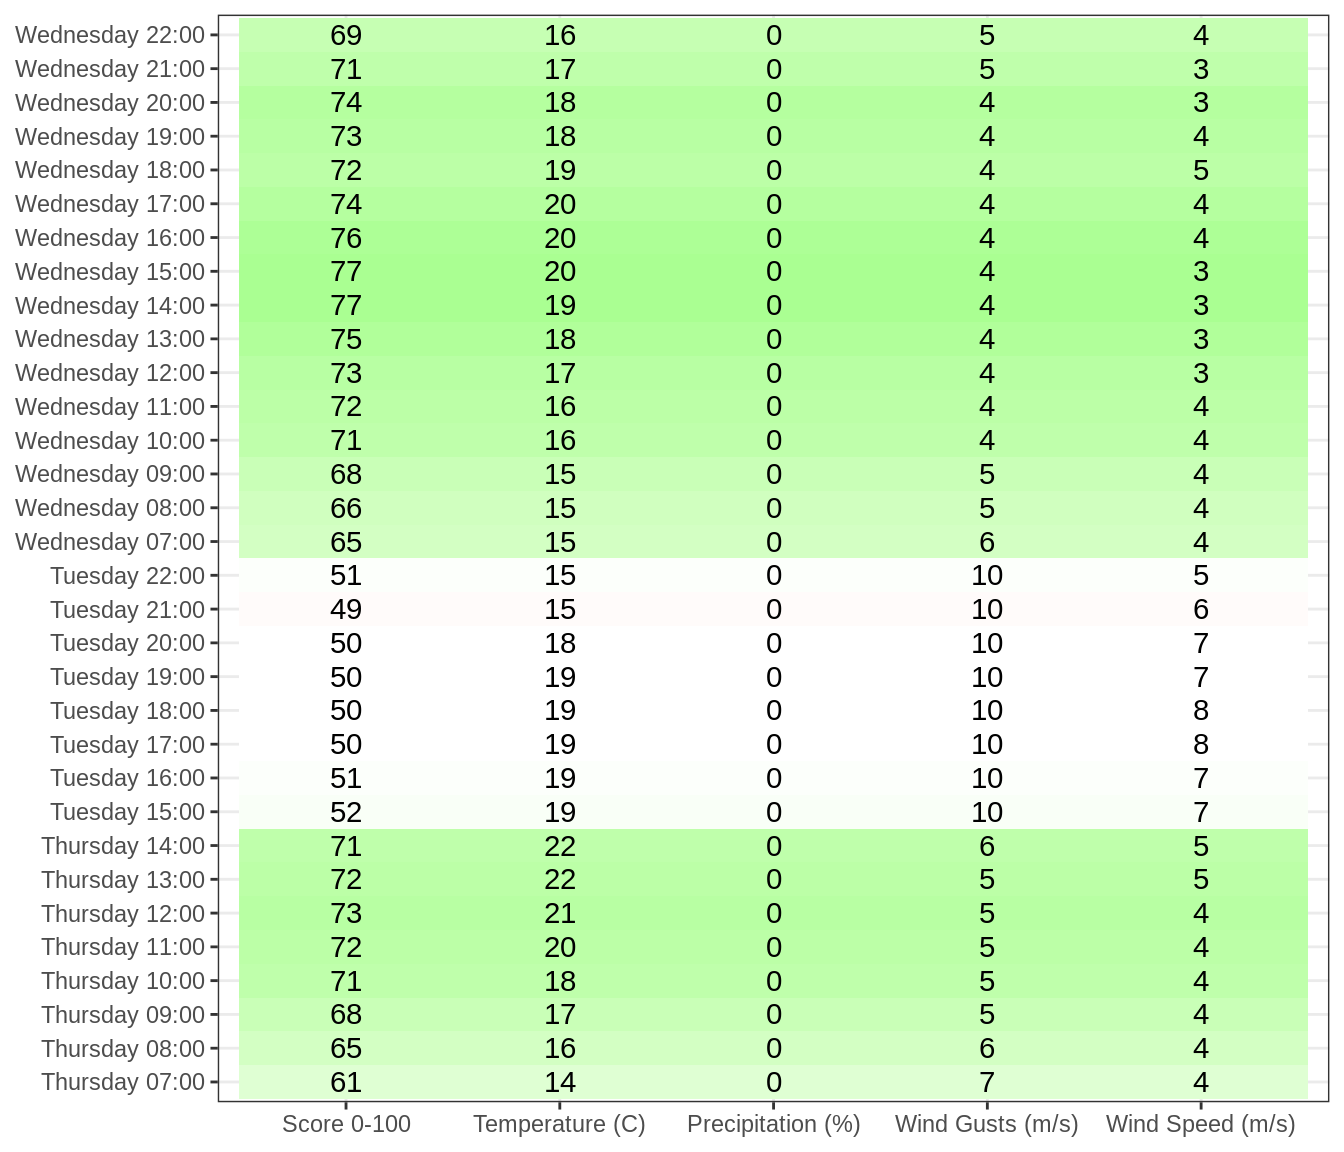 Wednesday 22:00 69 16 0 5 4
Wednesday 21:00 71 17 0 5 3
Wednesday 20:00 74 18 0 4 3
Wednesday 19:00 73 18 0 4 4
Wednesday 18:00 72 19 0 4 5
Wednesday 17:00 74 20 0 4 4
Wednesday 16:00 76 20 0 4 4
Wednesday 15:00 77 20 0 4 3
Wednesday 14:00 77 19 0 4 3
Wednesday 13:00 75 18 0 4 3
Wednesday 12:00 73 17 0 4 3
Wednesday 11:00 72 16 0 4 4
Wednesday 10:00 71 16 0 4 4
Wednesday 09:00 68 15 0 5 4
Wednesday 08:00 66 15 0 5 4
Wednesday 07:00 65 15 0 6 4
Tuesday 22:00 51 15 0 10 5
Tuesday 21:00 49 15 0 10 6
Tuesday 20:00 50 18 0 10 7
Tuesday 19:00 50 19 0 10 7
Tuesday 18:00 50 19 0 10 8
Tuesday 17:00 50 19 0 10 8
Tuesday 16:00 51 19 0 10 7
Tuesday 15:00 52 19 0 10 7
Thursday 14:00 71 22 0 6 5
Thursday 13:00 72 22 0 5 5
Thursday 12:00 73 21 0 5 4
Thursday 11:00 72 20 0 5 4
Thursday 10:00 71 18 0 5 4
Thursday 09:00 68 17 0 5 4
Thursday 08:00 65 16 0 6 4
Thursday 07:00 61 14 0 7 4
Score 0-100 Temperature (C) Precipitation (%) Wind Gusts (m/s) Wind Speed (m/s)